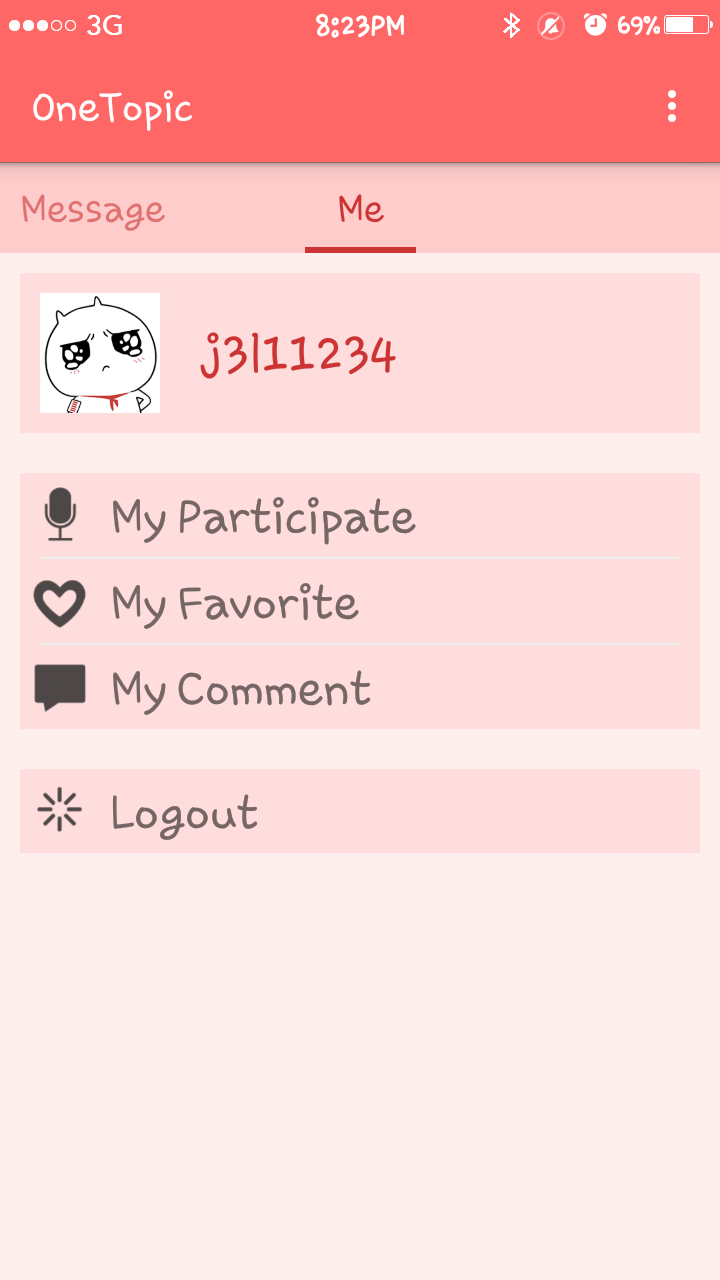 3G 8:23PM 69%
OneTopic
Message Me
j3l11234
My Participate
My Favorite
My Comment
Logout